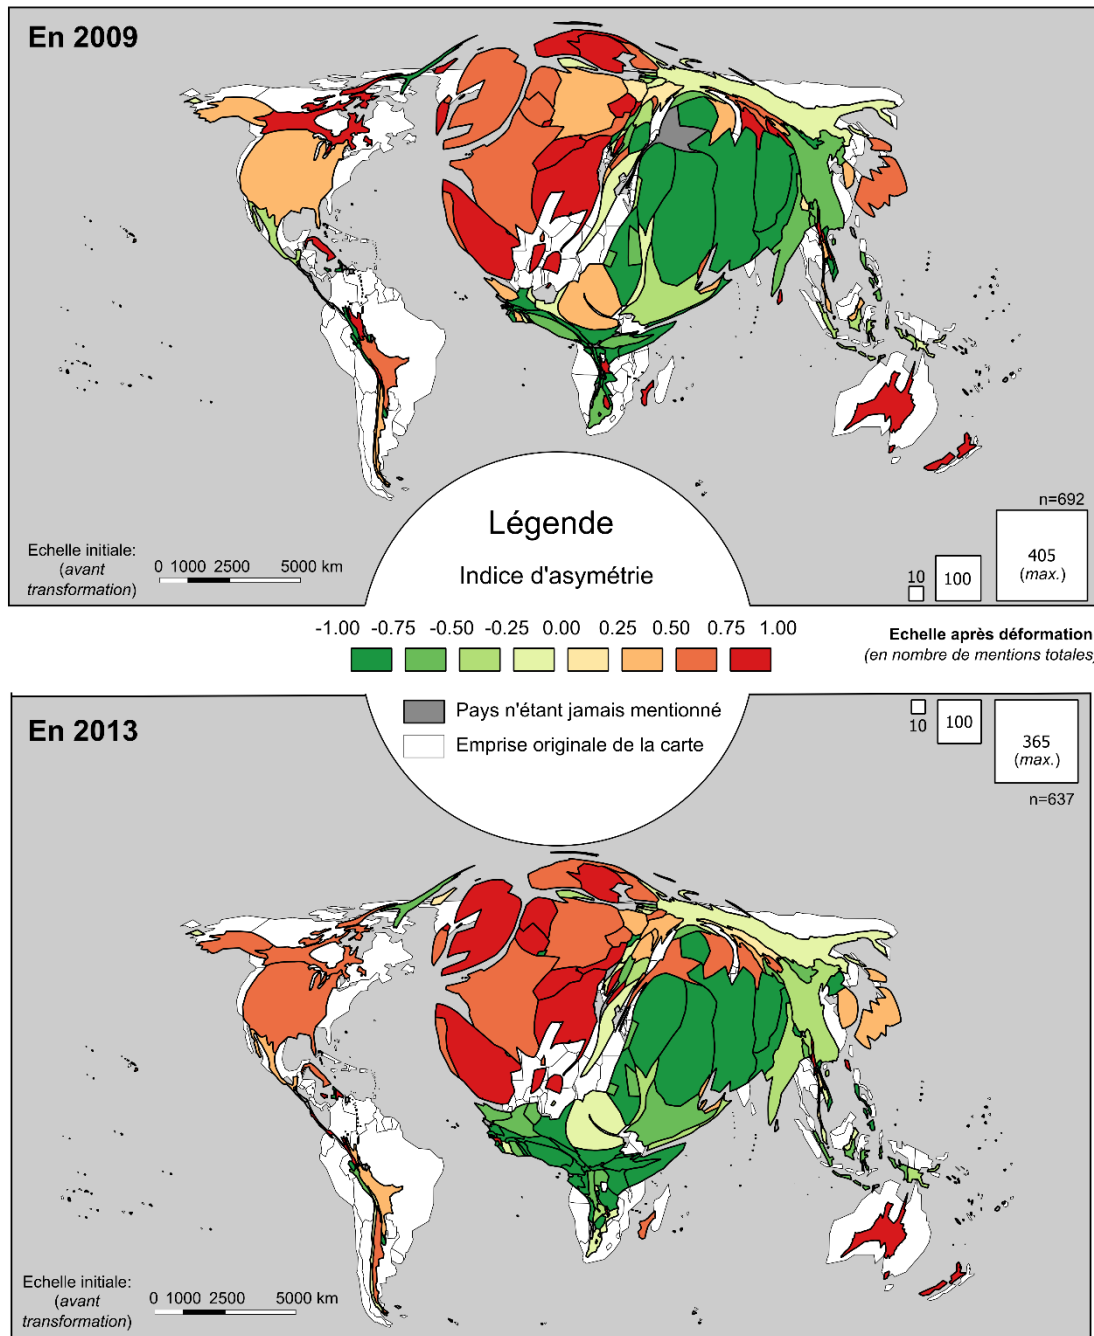 En 2009
n=692
405
(max.)
100
10
Echelle initiale:
(avant
transformation)
0 1000 2500 5000 km
Légende
Indice d'asymétrie
-1.00 -0.75 -0.50 -0.25 0.00 0.25 0.50 0.75 1.00
Echelle après déformation
(en nombre de mentions totales)
Pays n'étant jamais mentionné
Emprise originale de la carte
En 2013
10
100
365
(max.)
n=637
Echelle initiale:
(avant
transformation)
0 1000 2500 5000 km